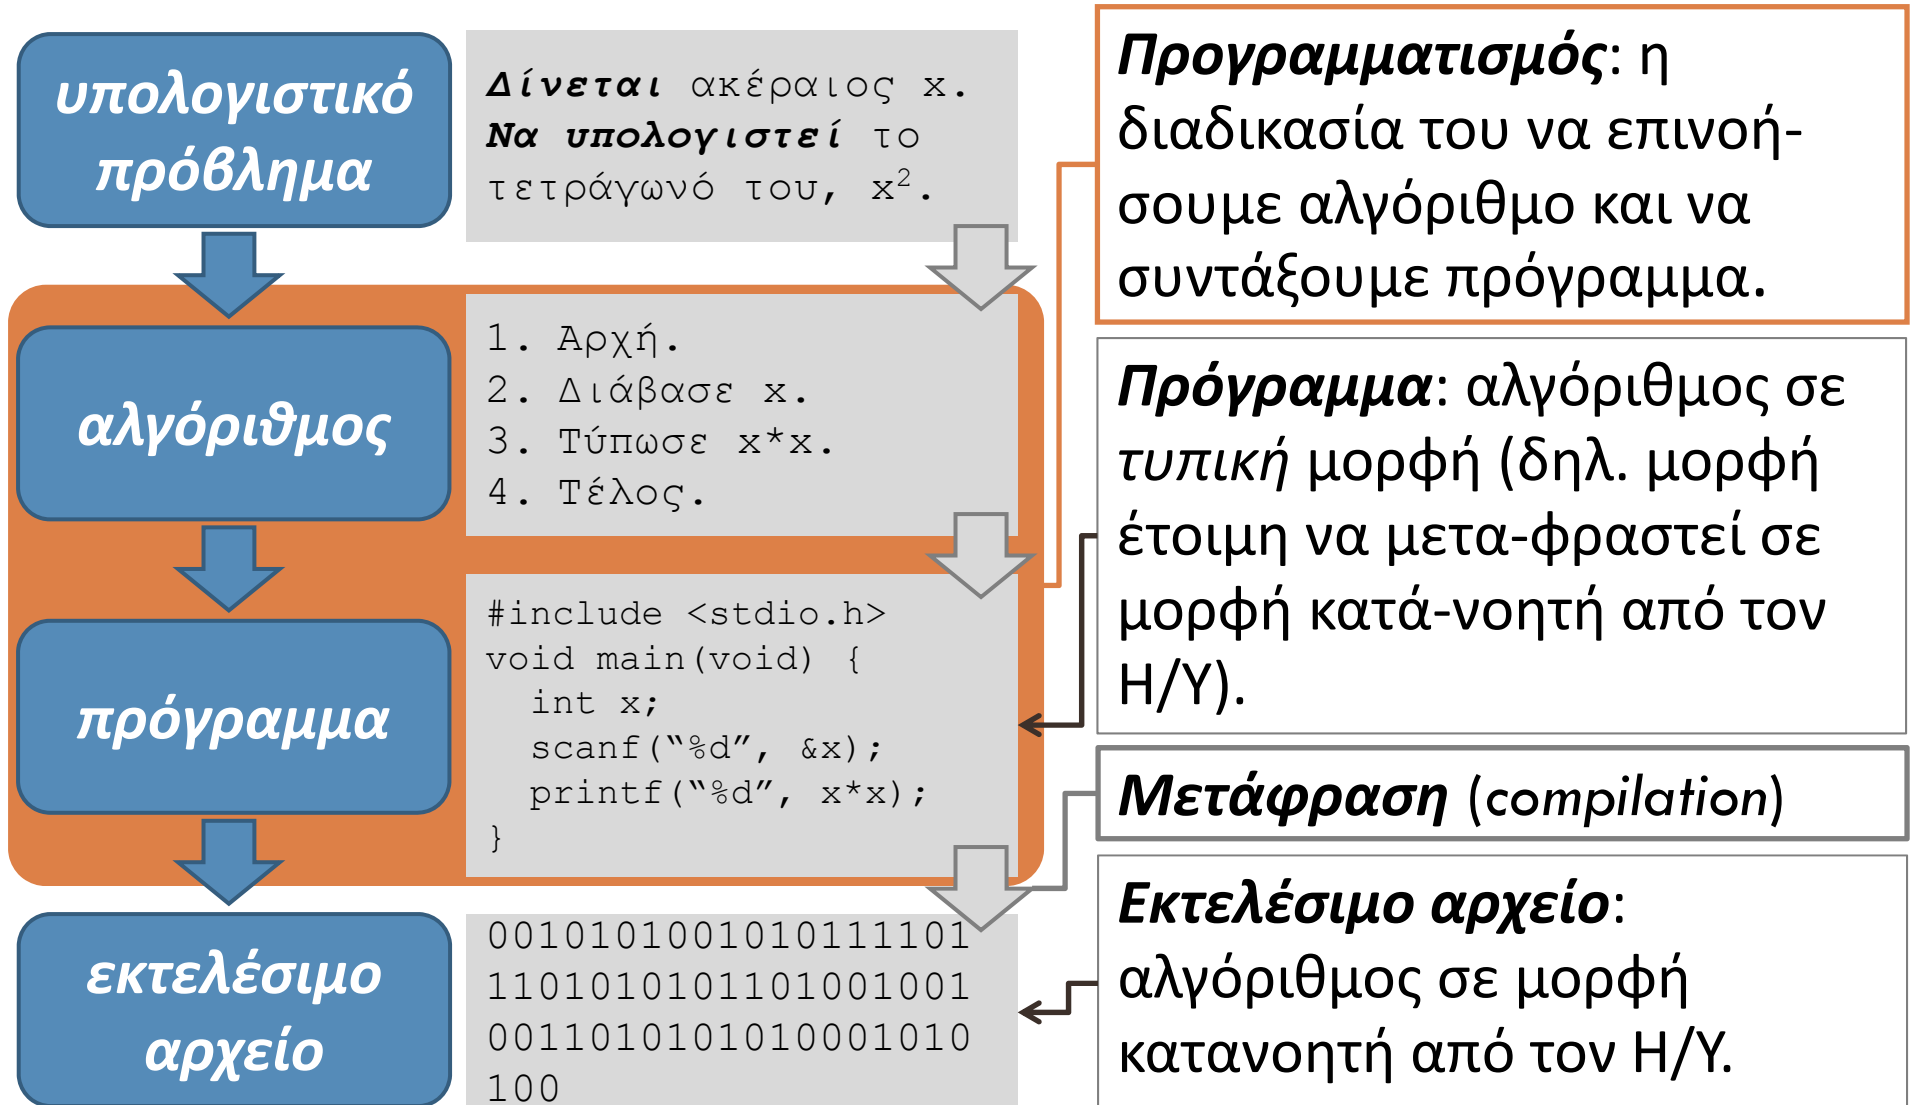 υπολογιστικό
πρόβλημα
Δίνεται ακέραιος x.
Να υπολογιστεί το
τετράγωνό του, x².
αλγόριθμος
1. Αρχή.
2. Διάβασε x.
3. Τύπωσε x*x.
4. Τέλος.
πρόγραμμα
#include <stdio.h>
void main(void) {
  int x;
  scanf(“%d”, &x);
  printf(“%d”, x*x);
}
εκτελέσιμο
αρχείο
0010101001010111101
1101010101101001001
0011010101010001010
100
Προγραμματισμός: η
διαδικασία του να επινοή-
σουμε αλγόριθμο και να
συντάξουμε πρόγραμμα.
Πρόγραμμα: αλγόριθμος σε
τυπική μορφή (δηλ. μορφή
έτοιμη να μετα-φραστεί σε
μορφή κατά-νοητή από τον
Η/Υ).
Μετάφραση (compilation)
Εκτελέσιμο αρχείο:
αλγόριθμος σε μορφή
κατανοητή από τον Η/Υ.